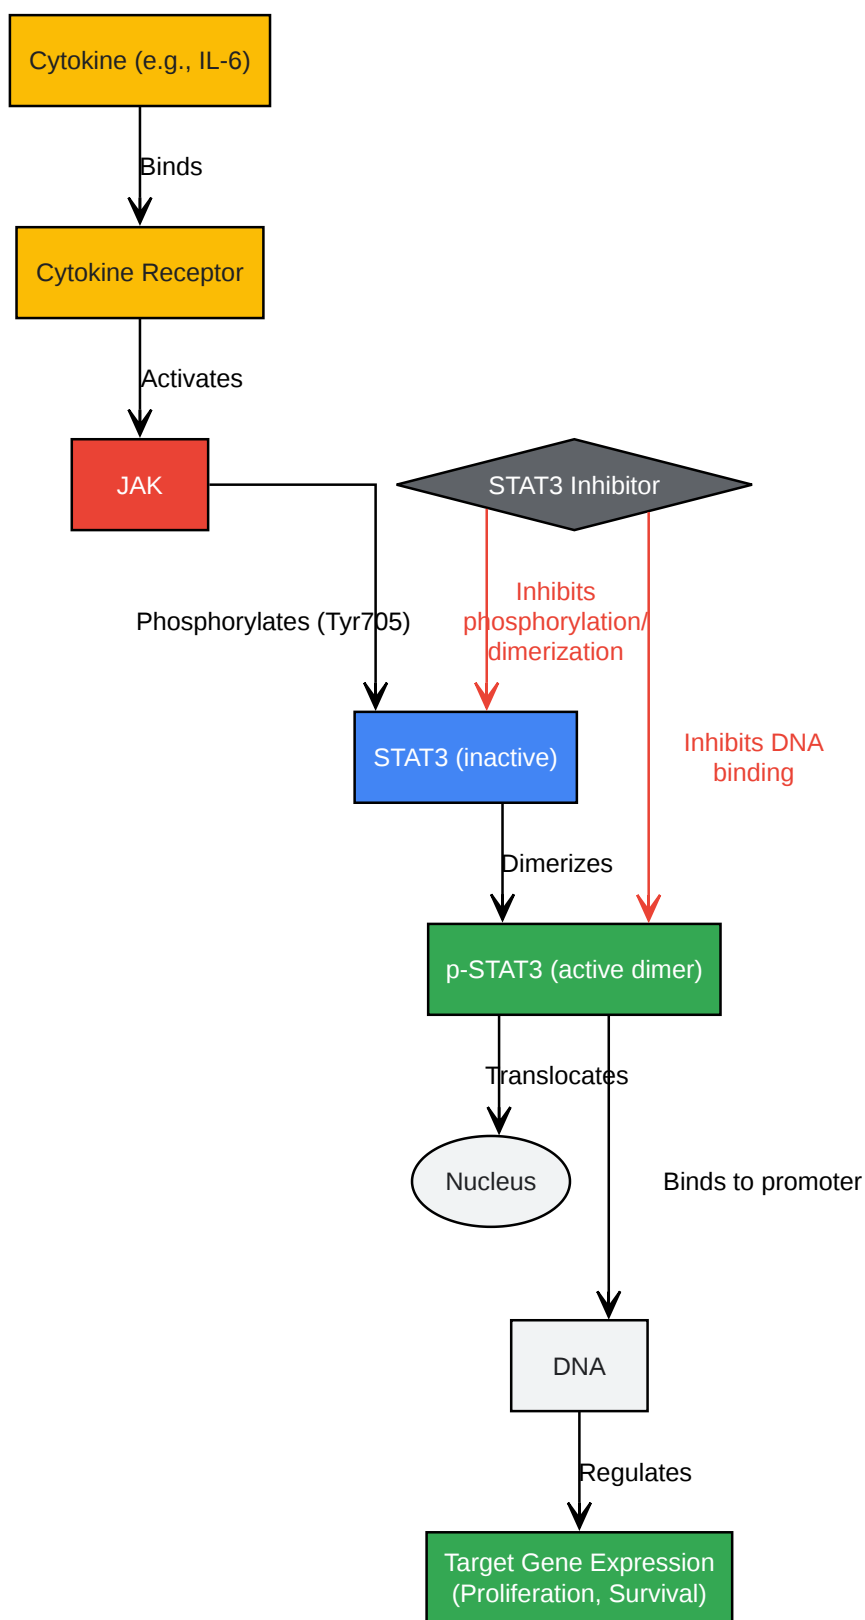 Cytokine (e.g., IL-6)
Binds
Cytokine Receptor
Activates
JAK
STAT3 Inhibitor
Phosphorylates (Tyr705)
Inhibits
phosphorylation/
dimerization
Inhibits DNA
binding
STAT3 (inactive)
Dimerizes
p-STAT3 (active dimer)
Translocates
Nucleus
Binds to promoter
DNA
Regulates
Target Gene Expression
(Proliferation, Survival)